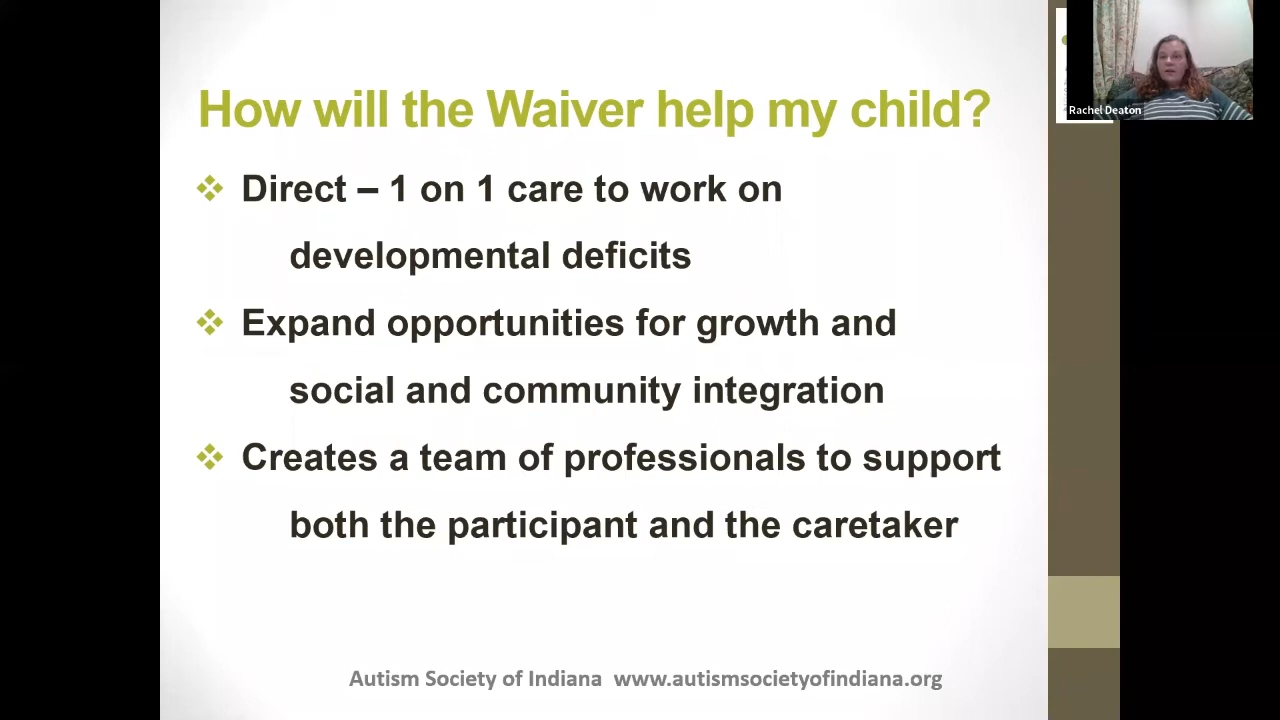 How will the Waiver help my child?
Direct – 1 on 1 care to work on
developmental deficits
Expand opportunities for growth and
social and community integration
Creates a team of professionals to support
both the participant and the caretaker
Autism Society of Indiana  www.autismsocietyofindiana.org
Rachel Deaton